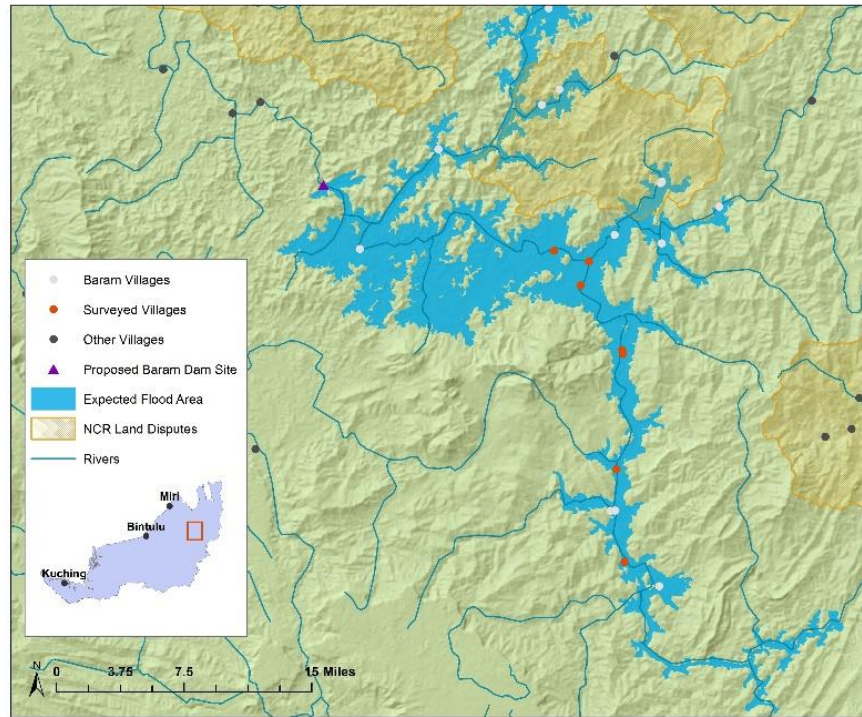 Baram Villages
Surveyed Villages
Other Villages
Proposed Baram Dam Site
Expected Flood Area
NCR Land Disputes
Rivers
Miri
Bintulu
Kuching
N
0 3.75 7.5 15 Miles